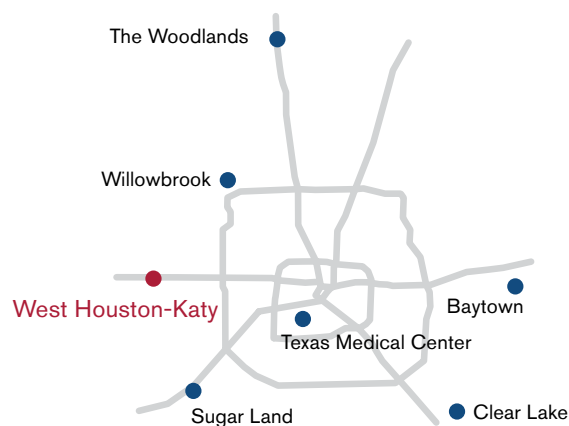 The Woodlands
Willowbrook
West Houston-Katy
Baytown
Texas Medical Center
Sugar Land
Clear Lake